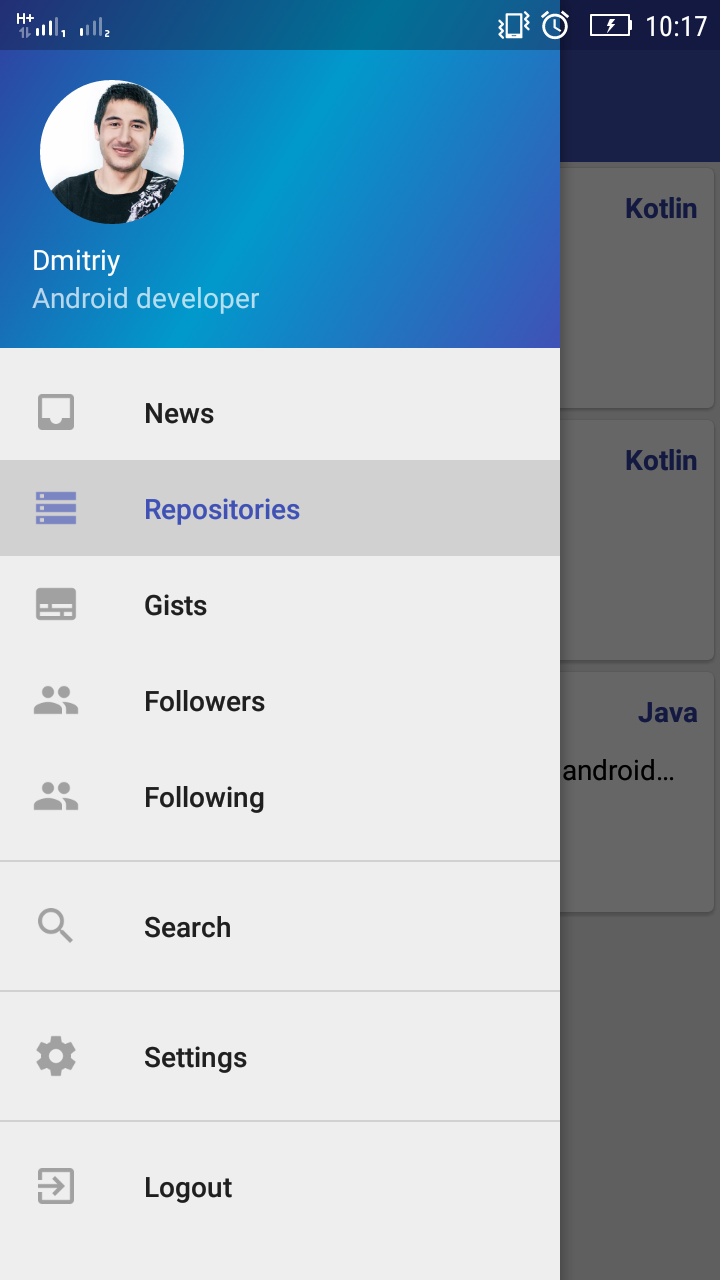 H+ 1 2 10:17
Dmitriy
Android developer
News
Repositories
Gists
Followers
Following
Search
Settings
Logout
Kotlin
Kotlin
Java
android...